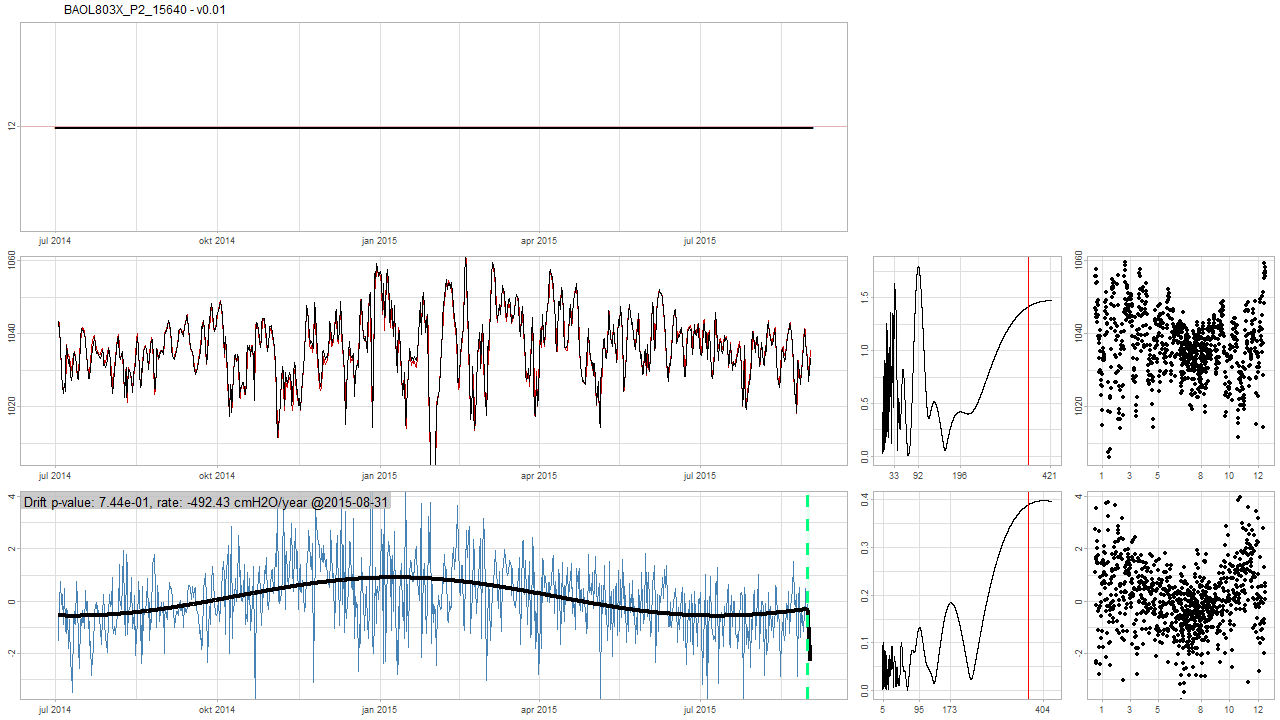 BAOL803X_P2_15640 - v0.01
12
jul 2014 okt 2014 jan 2015 apr 2015 jul 2015
1060
1040
1020
jul 2014 okt 2014 jan 2015 apr 2015 jul 2015
1.5
1.0
0.5
0.0
33 92 196 421
1060
1040
1020
1 3 5 8 10 12
Drift p-value: 7.44e-01, rate: -492.43 cmH2O/year @2015-08-31
4
2
0
-2
jul 2014 okt 2014 jan 2015 apr 2015 jul 2015
0.4
0.3
0.2
0.1
0.0
5 95 173 404
4
2
0
-2
1 3 5 8 10 12